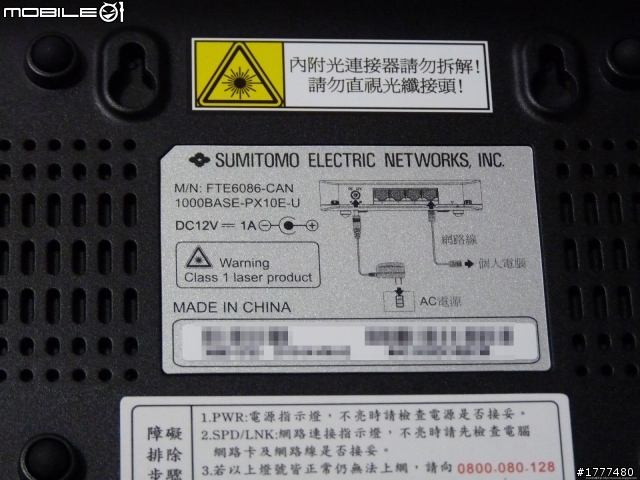 MOBILE01
內附光連接器請勿拆解!
請勿直視光纖接頭!
SUMITOMO ELECTRIC NETWORKS, INC.
M/N: FTE6086-CAN
1000BASE-PX10E-U
DC12V⎓1A
DC 12V
Warning
Class 1 laser product
網路線
個人電腦
AC電源
MADE IN CHINA
障礙排除步驟
1.PWR:電源指示燈，不亮時請檢查電源是否接妥。
2.SPD/LNK:網路連接指示燈，不亮時請先檢查電腦
網路卡及網路線是否接妥。
3.若以上燈號皆正常仍無法上網，請向0800-080-128
#1777480